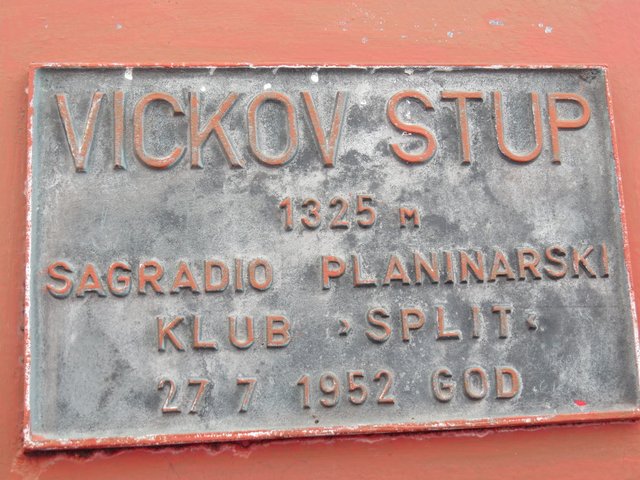 VICKOV STUP
1325 M
SAGRADIO PLANINARSKI
KLUB ›SPLIT‹
27 7 1952 GOD